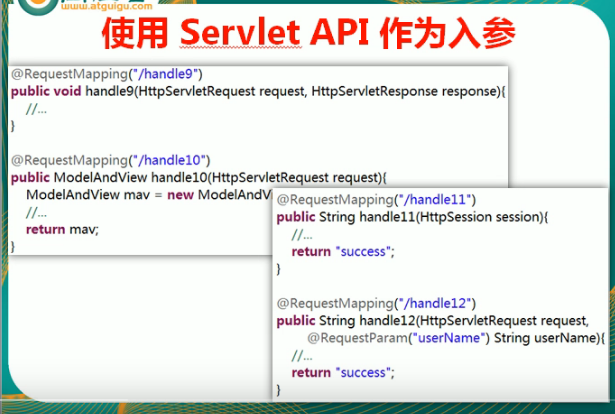 www.atguigu.com
使用 Servlet API 作为入参
@RequestMapping("/handle9")
public void handle9(HttpServletRequest request, HttpServletResponse response){
//...
}
@RequestMapping("/handle10")
public ModelAndView handle10(HttpServletRequest request){
ModelAndView mav = new ModelAndVi
//...
return mav;
}
@RequestMapping("/handle11")
public String handle11(HttpSession session){
//...
return "success";
}
@RequestMapping("/handle12")
public String handle12(HttpServletRequest request,
@RequestParam("userName") String userName){
//...
return "success";
}